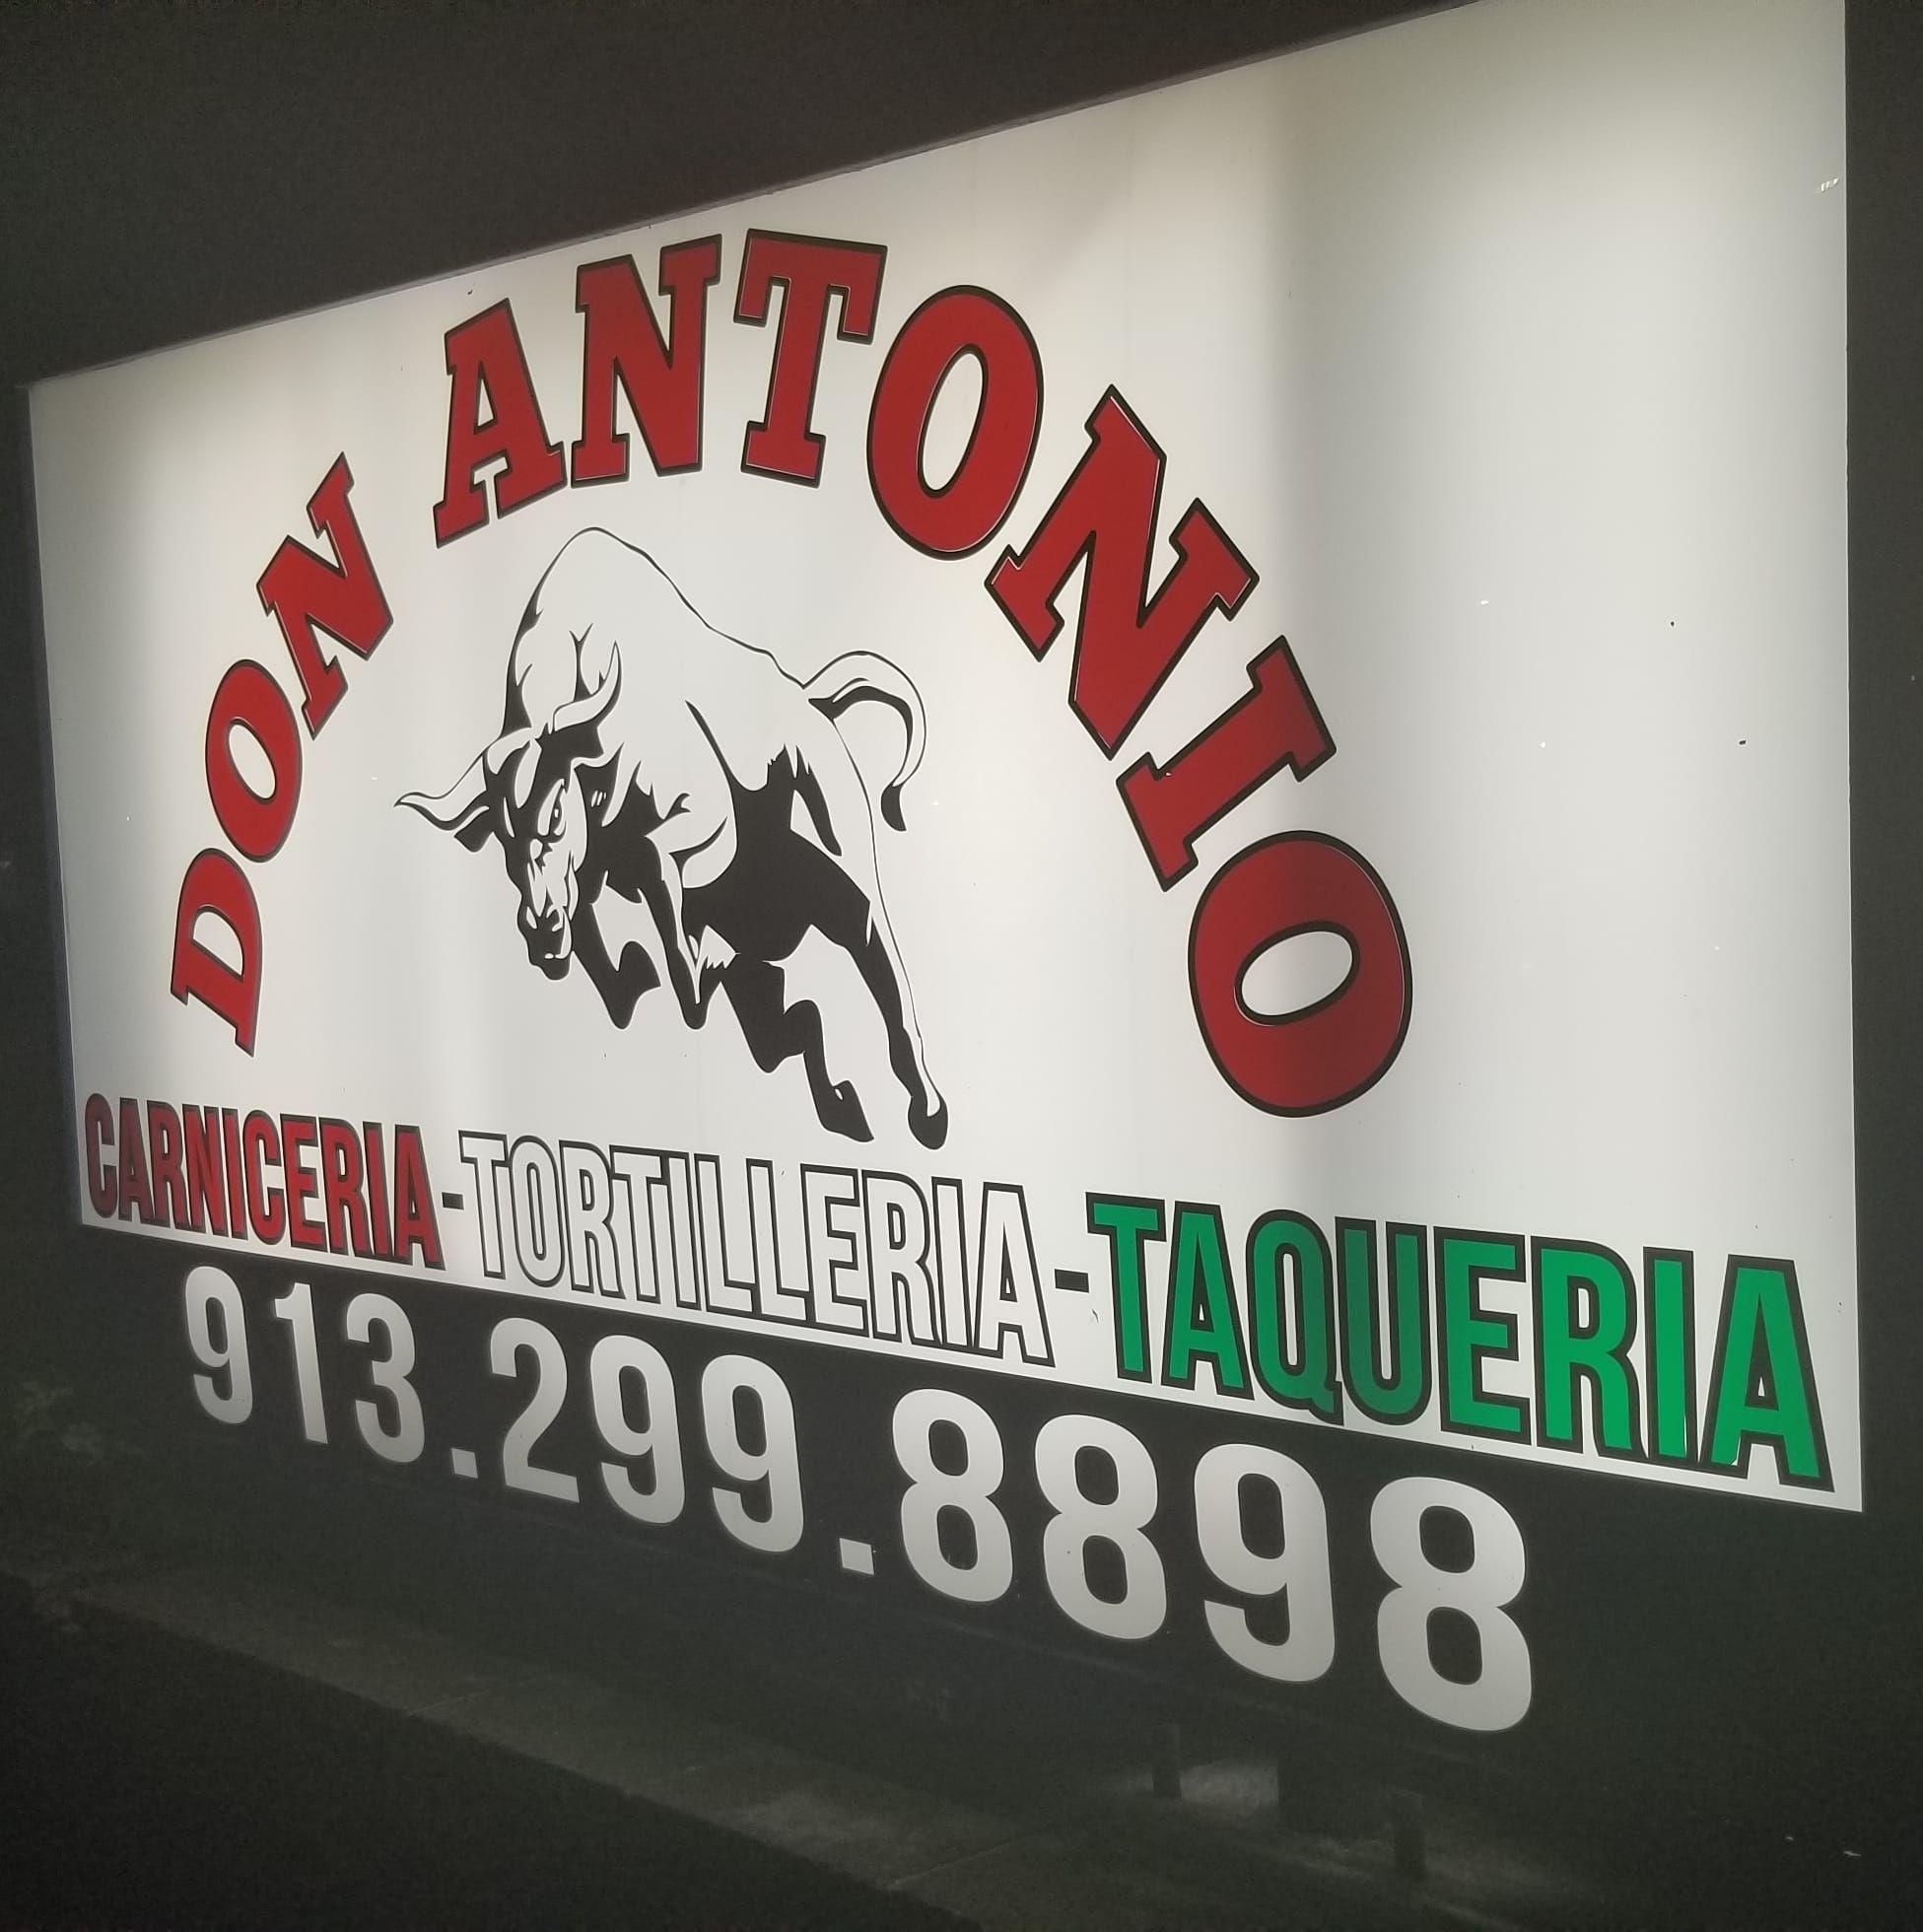 DON ANTONIO
CARNICERIA-TORTILLERIA-TAQUERIA
913.299.8898